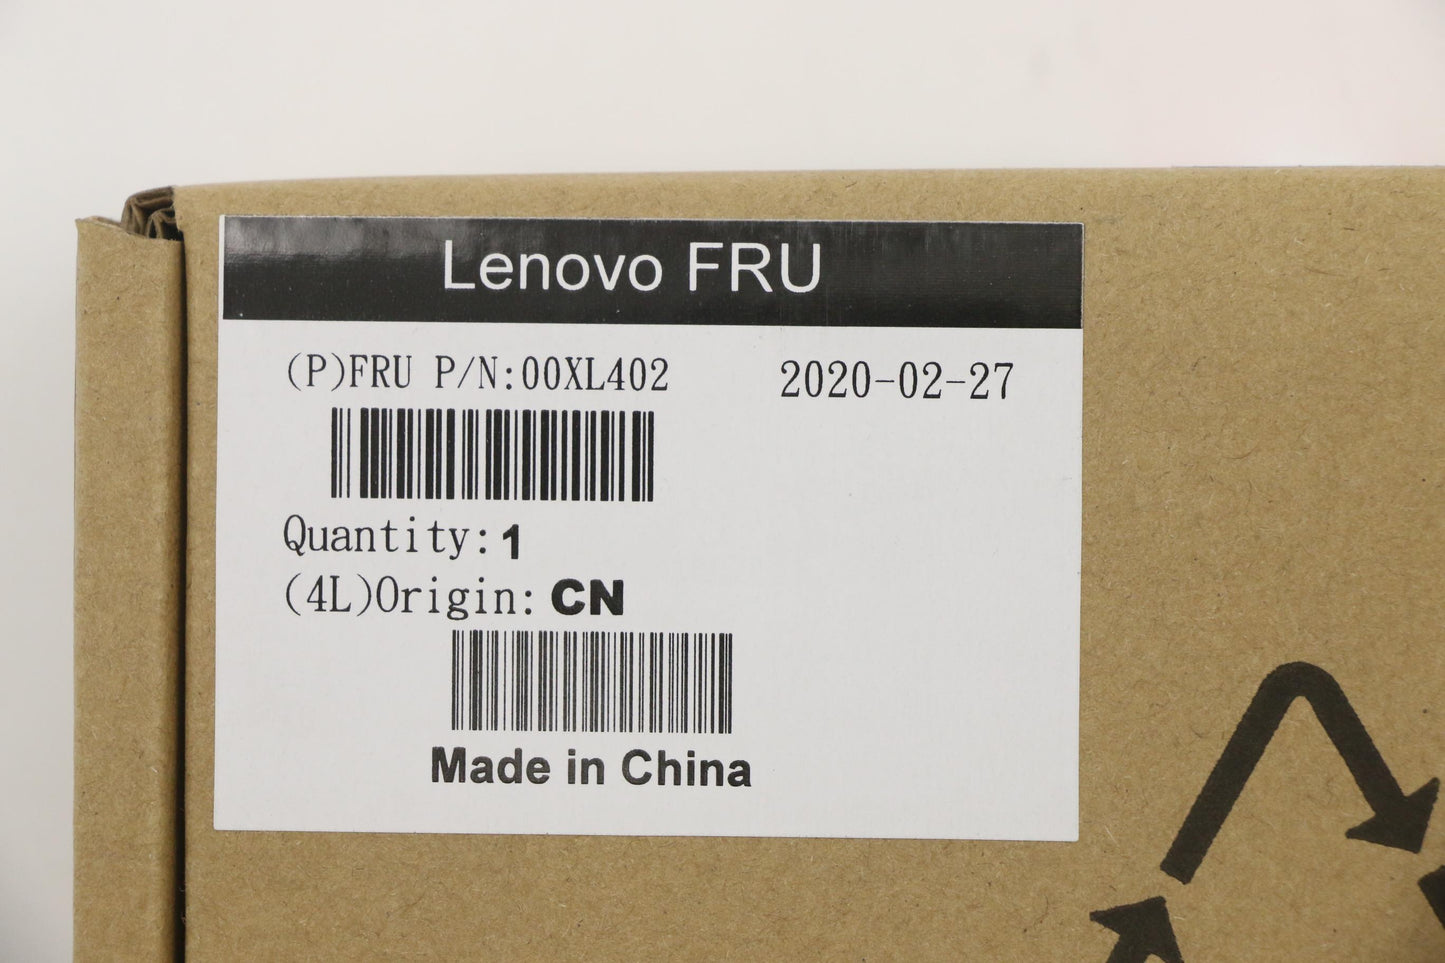 Lenovo FRU
(P)FRU P/N:00XL402 2020-02-27
Quantity:1
(4L)Origin: CN
Made in China